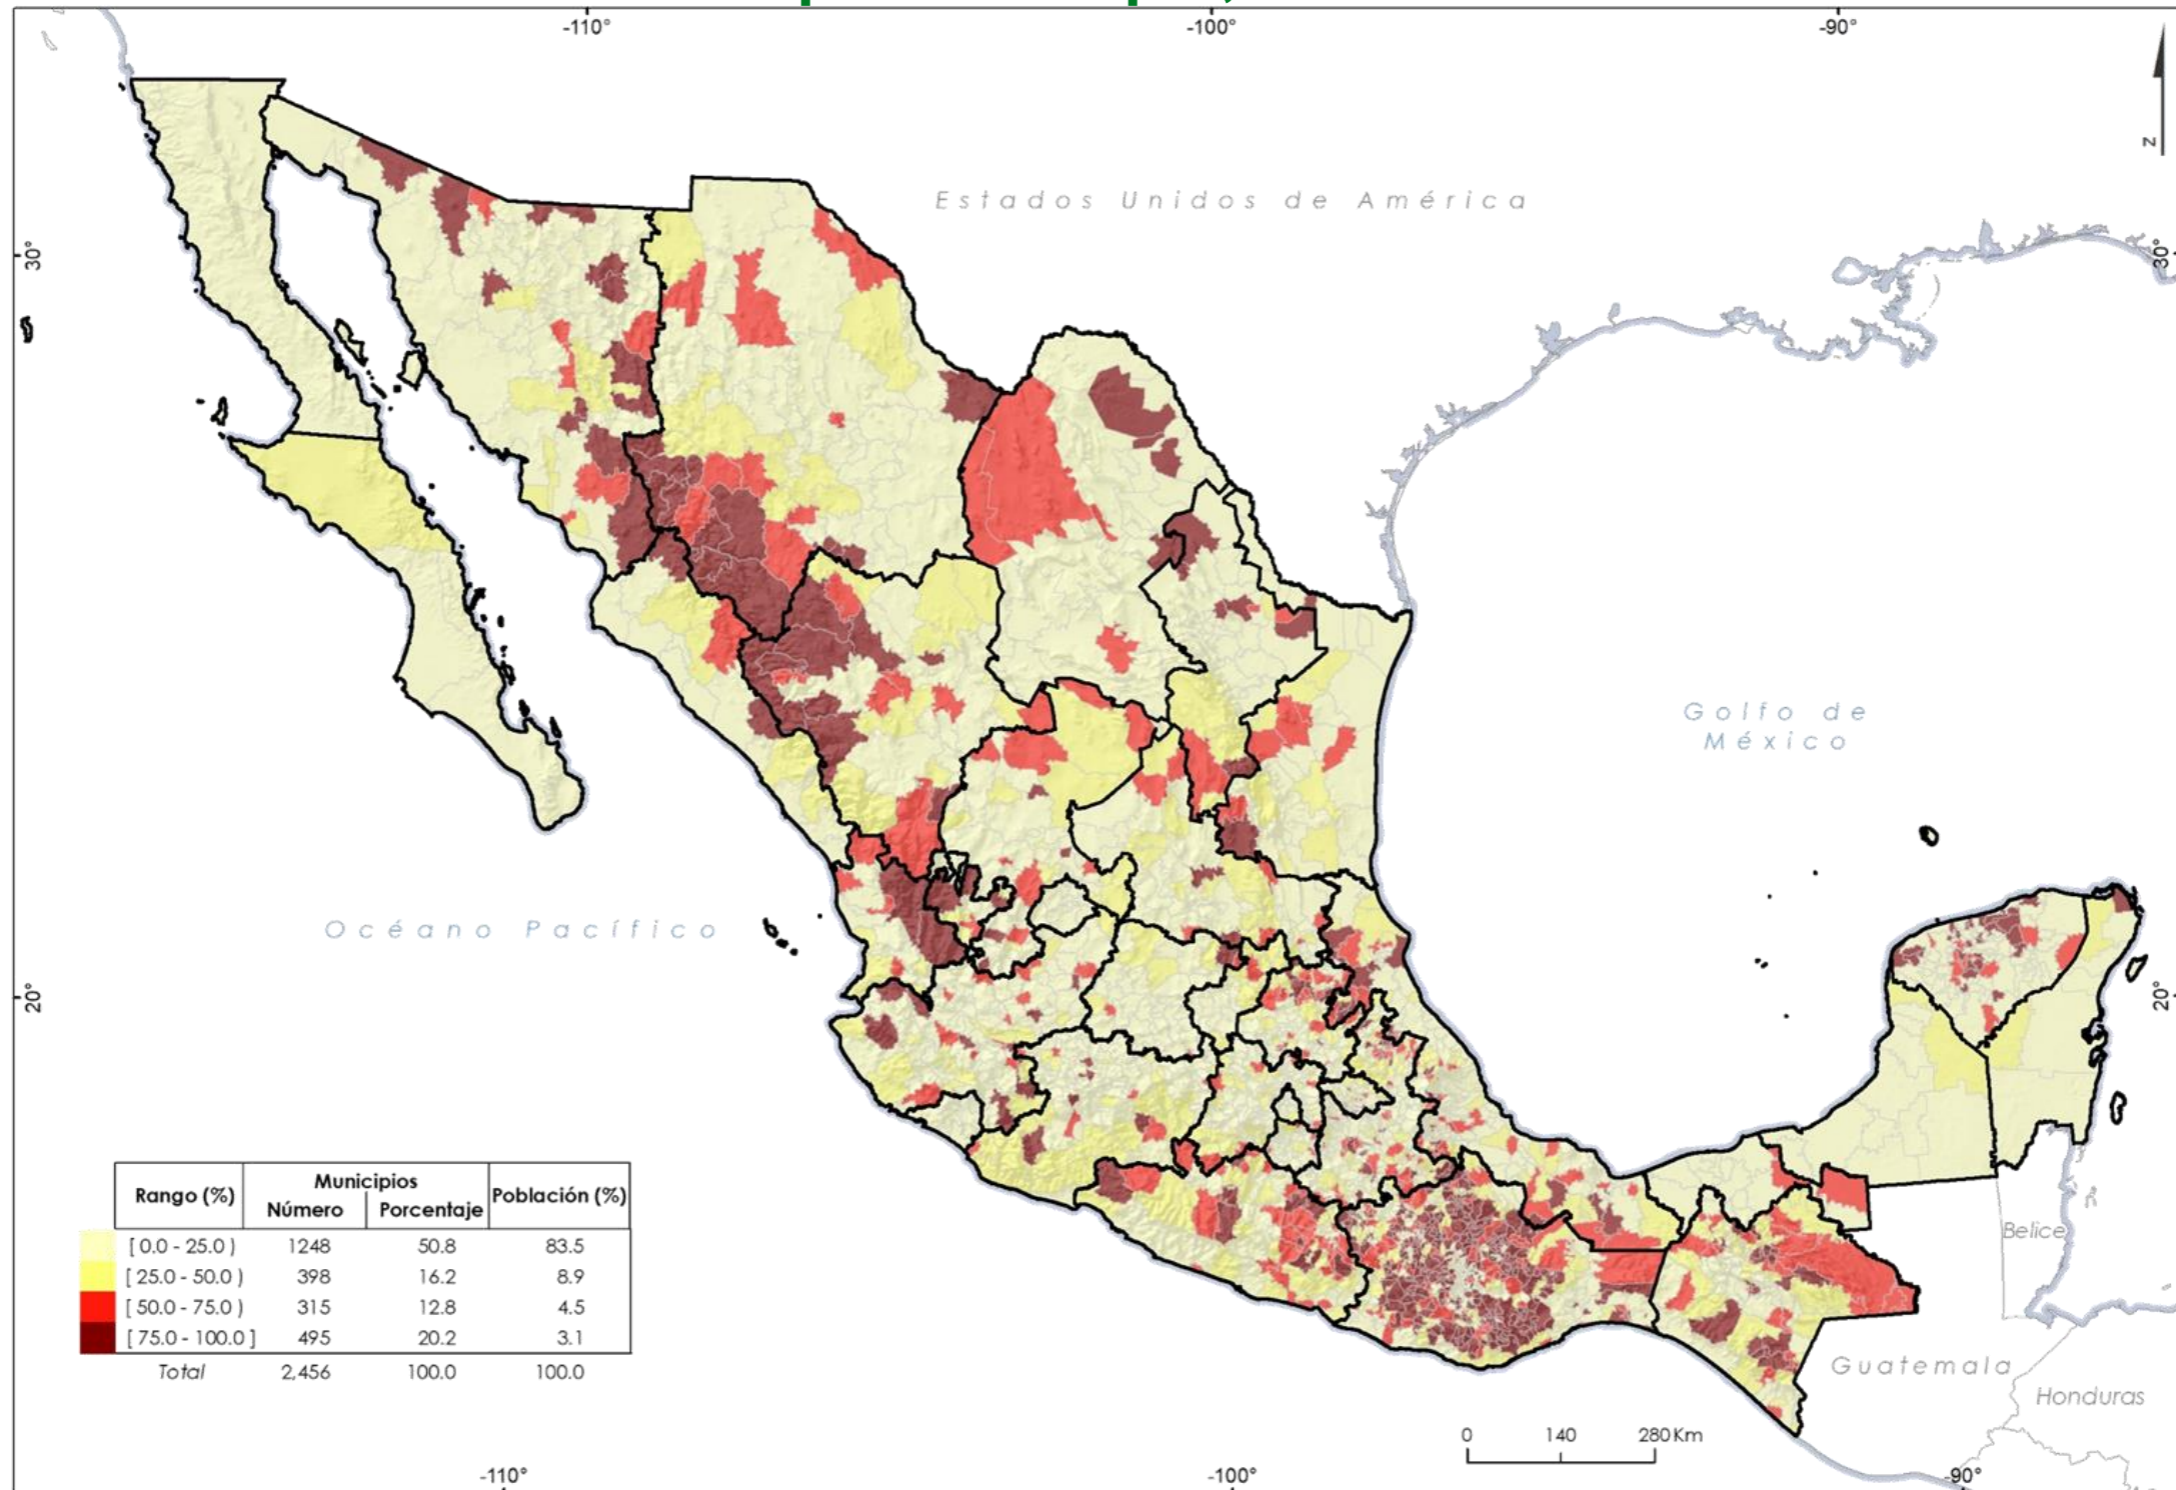 -110° -100° -90°
Estados Unidos de América
30° 30°
Golfo de
México
Océano Pacífico
20° 20°
Rango (%) Municipios Población (%)
Número Porcentaje
[ 0.0 - 25.0 ) 1248 50.8 83.5
[ 25.0 - 50.0 ) 398 16.2 8.9
[ 50.0 - 75.0 ) 315 12.8 4.5
[ 75.0 - 100.0 ] 495 20.2 3.1
Total 2,456 100.0 100.0
Belice
Guatemala
Honduras
0 140 280 Km
-110° -100° -90°
N